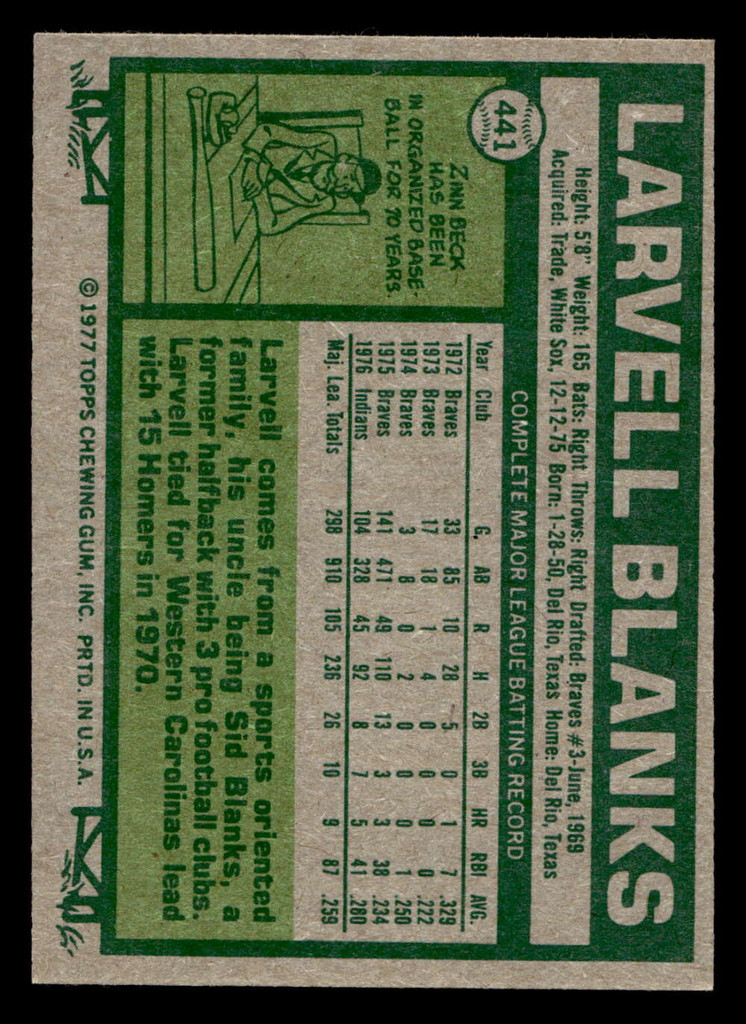 441
LARVELL BLANKS
Height: 5'8" Weight: 165 Bats: Right Throws: Right Drafted: Braves #3-June, 1969
Acquired: Trade, White Sox, 12-12-75 Born: 1-28-50, Del Rio, Texas Home: Del Rio, Texas
ZINN BECK
HAS BEEN
IN ORGANIZED BASE-
BALL FOR 70 YEARS.
COMPLETE MAJOR LEAGUE BATTING RECORD
Year Club G. AB R H 2B 3B HR RBI AVG.
1972 Braves 33 85 10 28 5 0 1 7 .329
1973 Braves 17 18 1 4 0 0 0 0 .222
1974 Braves 3 8 0 2 0 0 0 1 .250
1975 Braves 141 471 49 110 13 3 3 38 .234
1976 Indians 104 328 45 92 8 7 5 41 .280
Maj. Lea. Totals 298 910 105 236 26 10 9 87 .259
Larvell comes from a sports oriented
family, his uncle being Sid Blanks, a
former halfback with 3 pro football clubs.
Larvell tied for Western Carolinas lead
with 15 Homers in 1970.
© 1977 TOPPS CHEWING GUM, INC. PRTD. IN U.S.A.